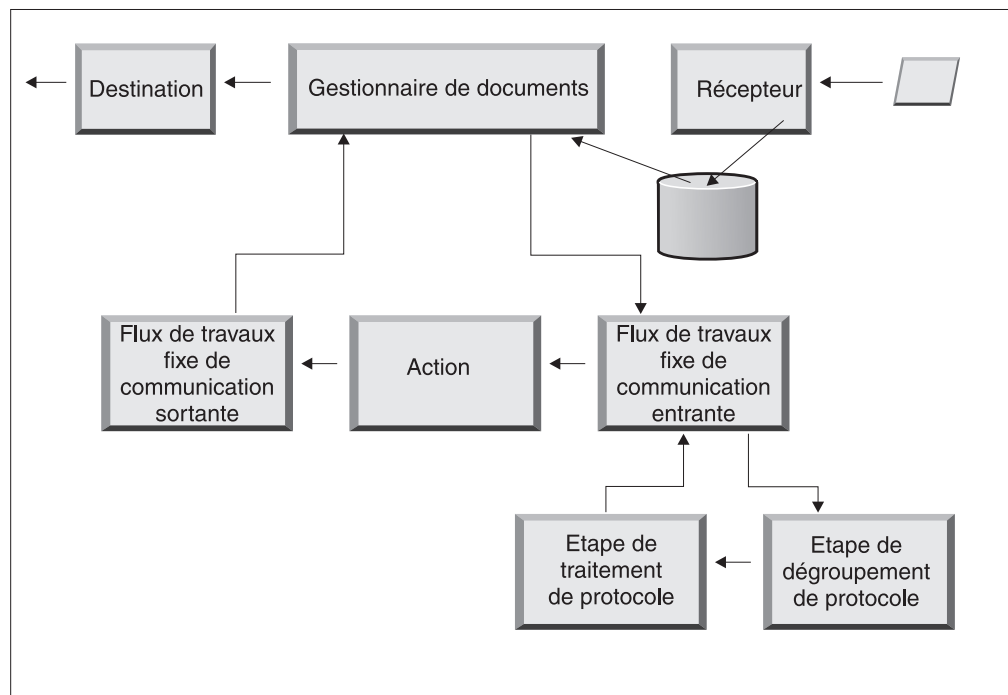 Destination
Gestionnaire de documents
Récepteur
Flux de travaux
fixe de
communication
sortante
Action
Flux de travaux
fixe de
communication
entrante
Etape de
traitement
de protocole
Etape de
dégroupement
de protocole